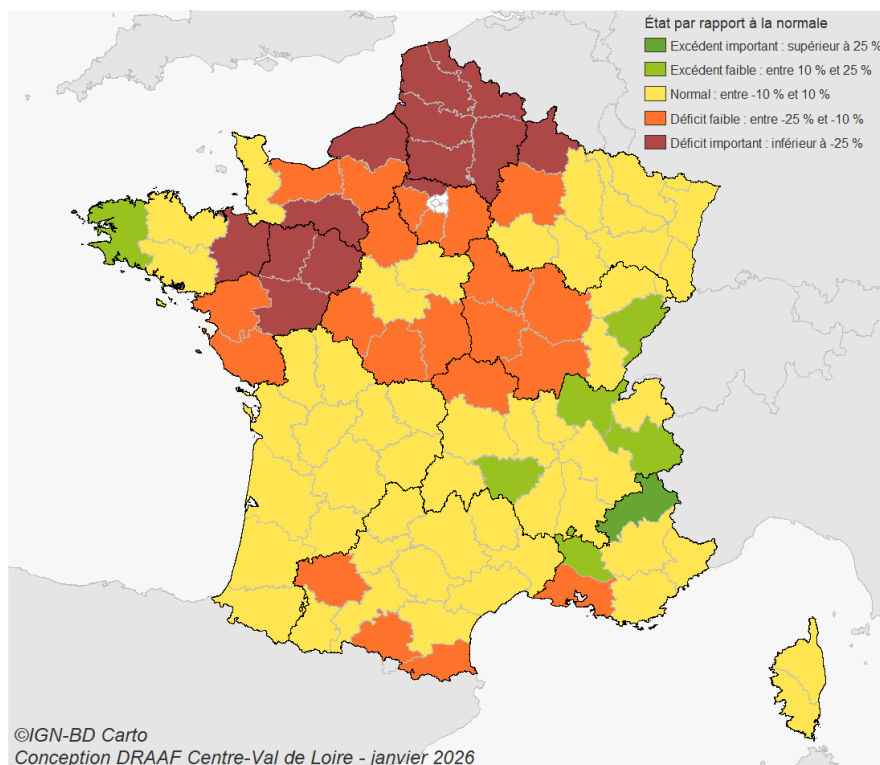 État par rapport à la normale
Excédent important : supérieur à 25 %
Excédent faible : entre 10 % et 25 %
Normal : entre -10 % et 10 %
Déficit faible : entre -25 % et -10 %
Déficit important : inférieur à -25 %
©IGN-BD Carto
Conception DRAAF Centre-Val de Loire - janvier 2026